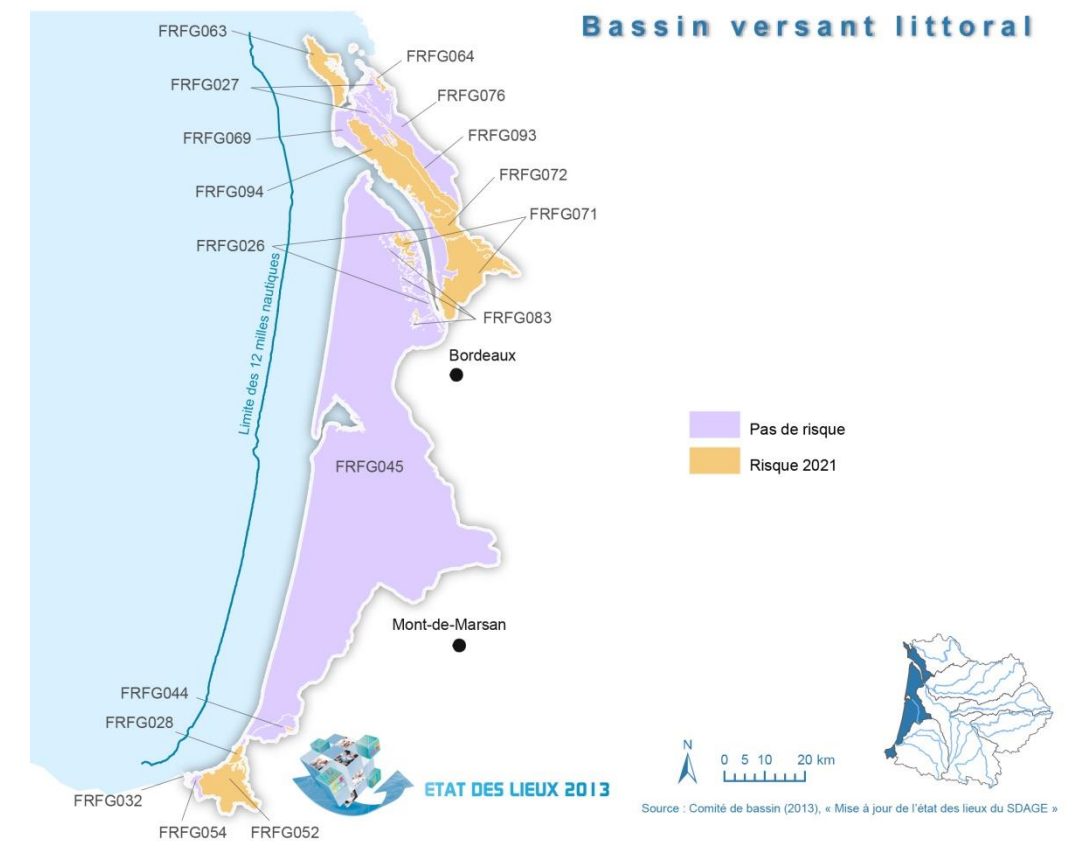 Bassin versant littoral
FRFG063
FRFG064
FRFG027
FRFG076
FRFG069
FRFG093
FRFG094
FRFG072
FRFG071
FRFG026
Limite des 12 milles nautiques
FRFG083
Bordeaux
Pas de risque
Risque 2021
FRFG045
Mont-de-Marsan
FRFG044
FRFG028
FRFG032
FRFG054
FRFG052
ETAT DES LIEUX 2013
N
0 5 10 20 km
Source : Comité de bassin (2013), « Mise à jour de l'état des lieux du SDAGE »